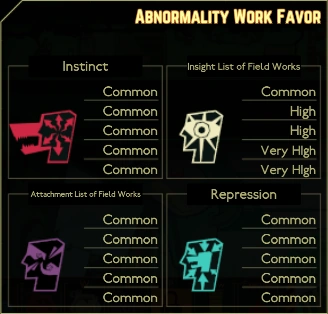 Abnormality Work Favor
Instinct
Common
Common
Common
Common
Common
Insight List of Field Works
Common
High
High
Very HIgh
Very HIgh
Attachment List of Field Works
Common
Common
Common
Common
Common
Repression
Common
Common
Common
Common
Common